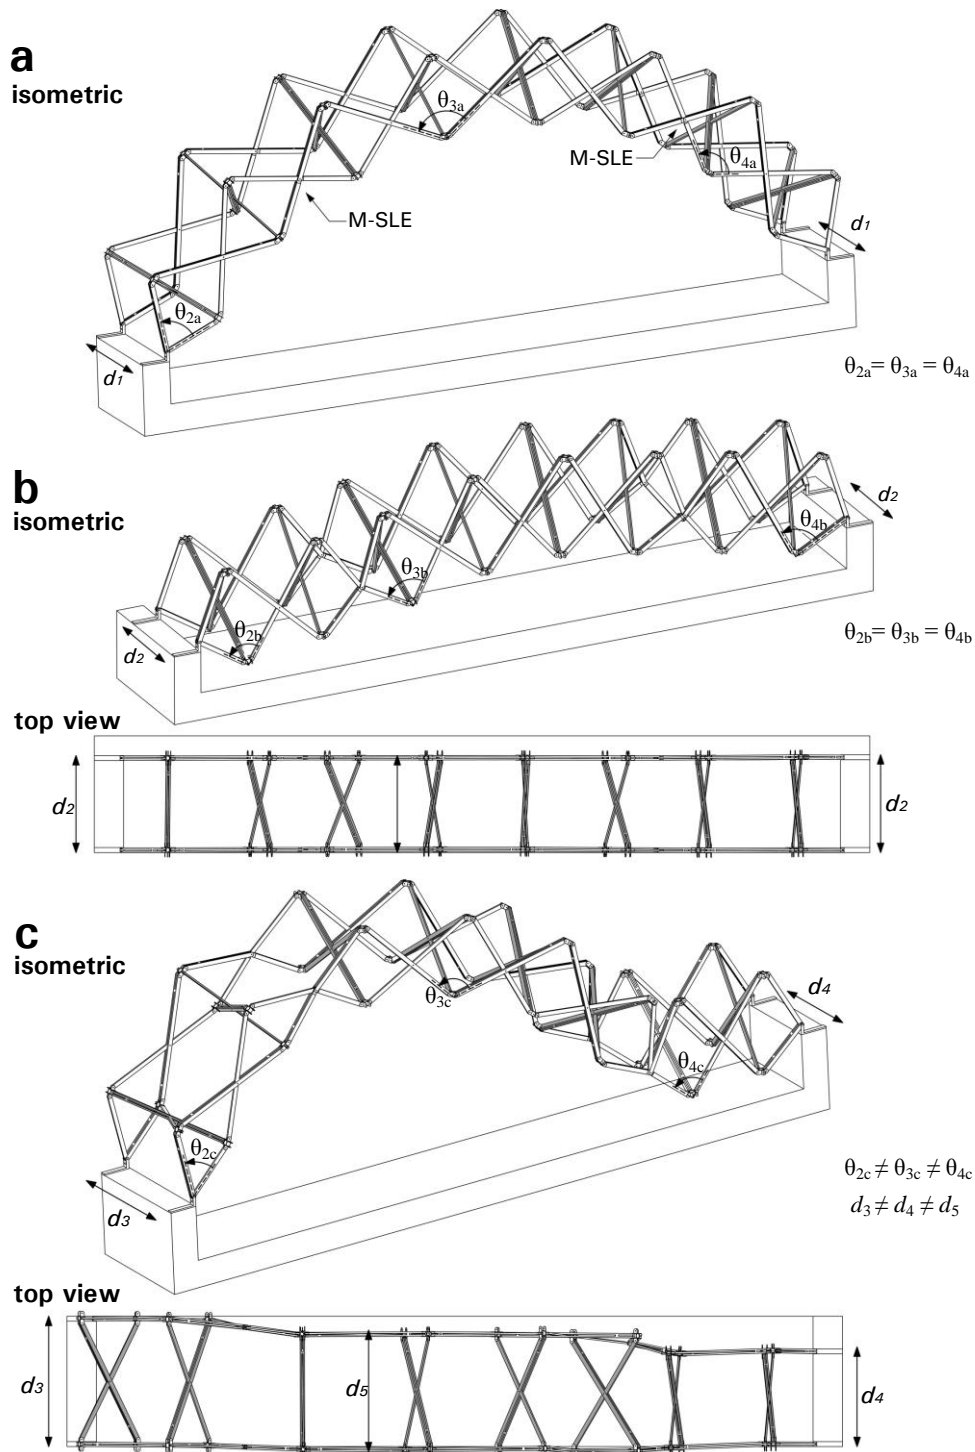 a
isometric
θ3a
M-SLE
θ4a
M-SLE
d1
θ2a
d1
θ2a= θ3a = θ4a
b
isometric
d2
θ4b
θ3b
θ2b
d2
θ2b= θ3b = θ4b
top view
d2
d2
c
isometric
θ3c
d4
θ4c
θ2c
d3
θ2c ≠ θ3c ≠ θ4c
d3 ≠ d4 ≠ d5
top view
d3
d5
d4